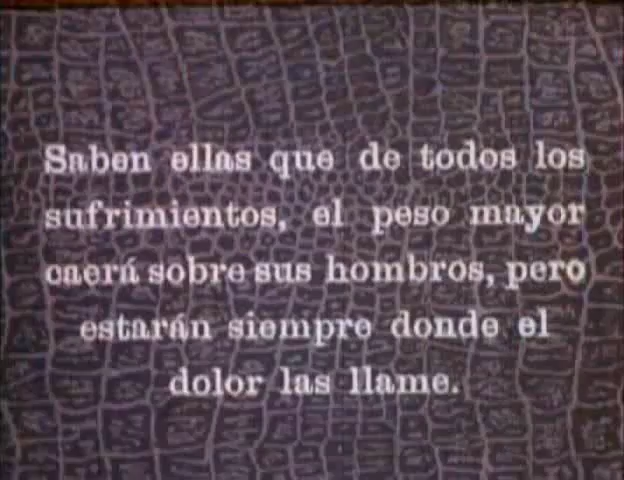 Saben ellas que de todos los
sufrimientos, el peso mayor
caerá sobre sus hombros, pero
estarán siempre donde el
dolor las llame.